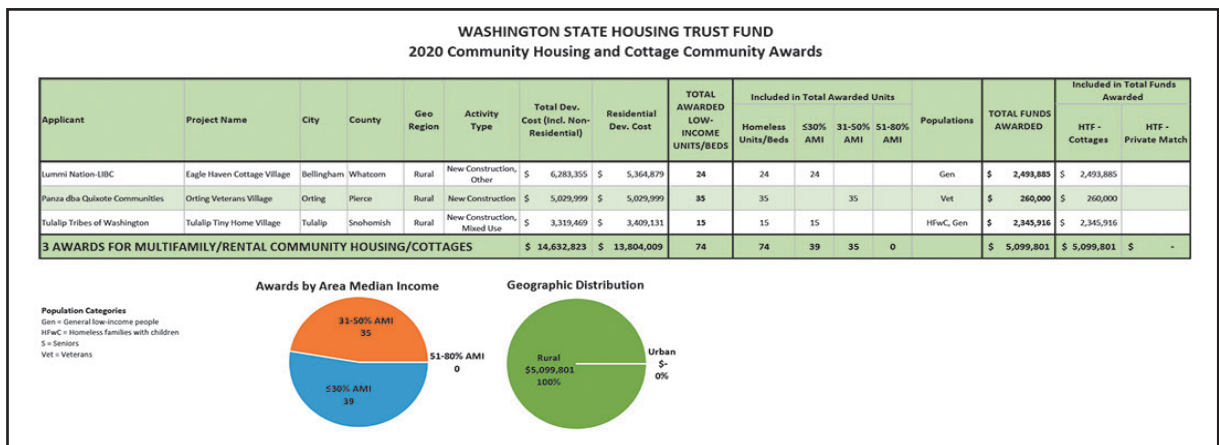 WASHINGTON STATE HOUSING TRUST FUND
2020 Community Housing and Cottage Community Awards
Applicant Project Name City County Geo Region Activity Type Total Dev. Cost (Incl. Non-Residential) Residential Dev. Cost TOTAL AWARDED LOW-INCOME UNITS/BEDS Included in Total Awarded Units Homeless Units/Beds ≤30% AMI 31-50% AMI 51-80% AMI Populations TOTAL FUNDS AWARDED Included in Total Funds Awarded HTF - Cottages HTF - Private Match
Lummi Nation-LIBC Eagle Haven Cottage Village Bellingham Whatcom Rural New Construction, Other $ 6,283,355 $ 5,364,879 24 24 24 Gen $ 2,493,885 $ 2,493,885
Panza dba Quixote Communities Orting Veterans Village Orting Pierce Rural New Construction $ 5,029,999 $ 5,029,999 35 35 35 Vet $ 260,000 $ 260,000
Tulalip Tribes of Washington Tulalip Tiny Home Village Tulalip Snohomish Rural New Construction, Mixed Use $ 3,319,469 $ 3,409,131 15 15 15 HFwC, Gen $ 2,345,916 $ 2,345,916
3 AWARDS FOR MULTIFAMILY/RENTAL COMMUNITY HOUSING/COTTAGES $ 14,632,823 $ 13,804,009 74 74 39 35 0 $ 5,099,801 $ 5,099,801 $ -
Population Categories
Gen = General low-income people
HFwC = Homeless families with children
S = Seniors
Vet = Veterans
Awards by Area Median Income
31-50% AMI
35
51-80% AMI
0
≤30% AMI
39
Geographic Distribution
Rural
$5,099,801
100%
Urban
$-
0%